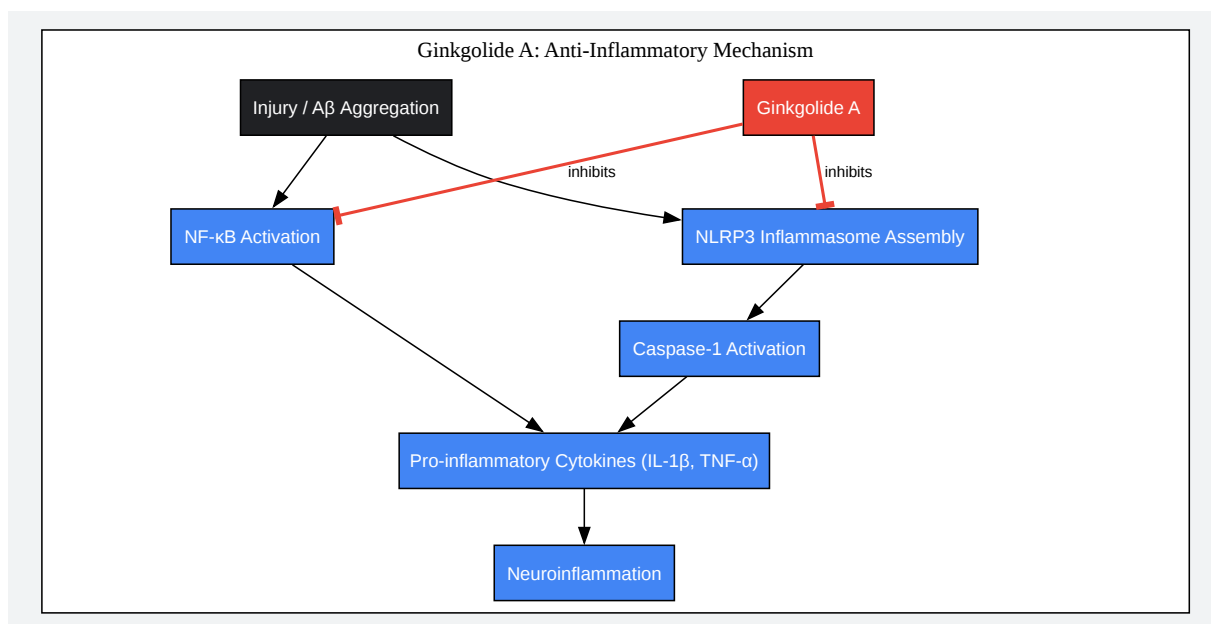 Ginkgolide A: Anti-Inflammatory Mechanism
Injury / Aβ Aggregation
Ginkgolide A
inhibits
inhibits
NF-κB Activation
NLRP3 Inflammasome Assembly
Caspase-1 Activation
Pro-inflammatory Cytokines (IL-1β, TNF-α)
Neuroinflammation